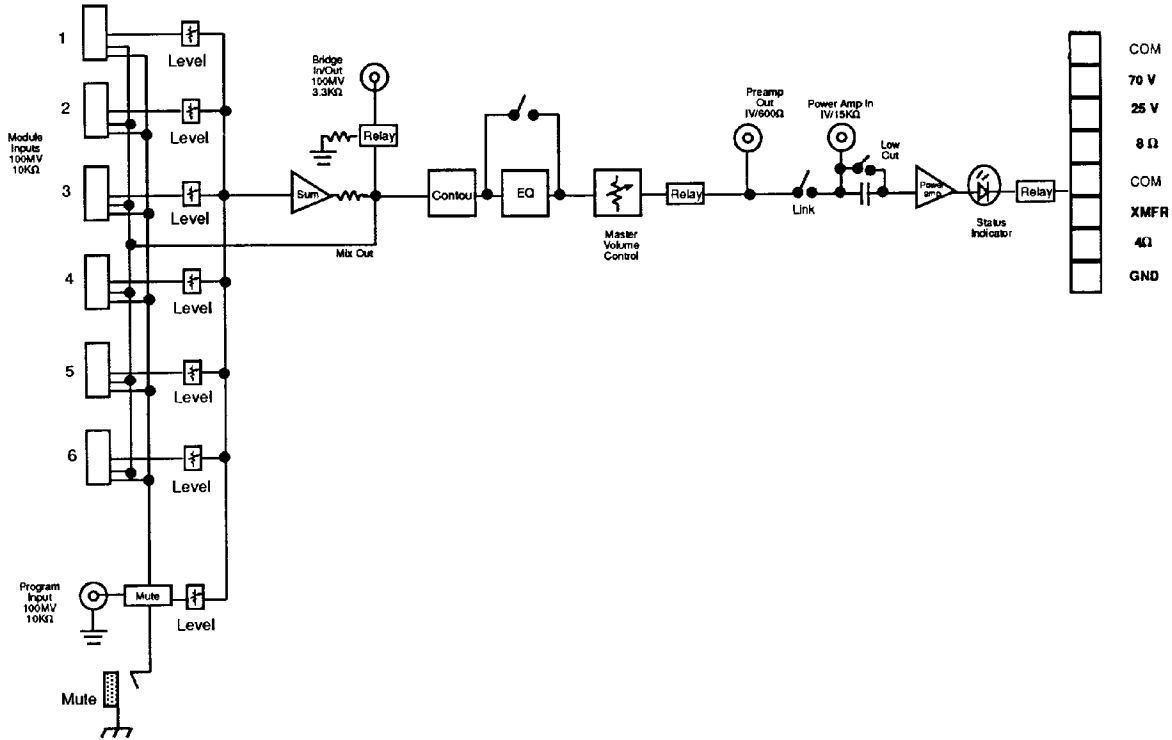 1
Level
2
Level
Module
Inputs
100MV
10KΩ
3
Level
4
Level
5
Level
6
Level
Program
Input
100MV
10KΩ
Mute
Level
Mute
Bridge
In/Out
100MV
3.3KΩ
Relay
Sum
Mix Out
Contou
EQ
Master
Volume
Control
Relay
Preamp
Out
IV/600Ω
Link
Power Amp In
IV/15KΩ
Low
Cut
Power
amp
Status
Indicator
Relay
COM
70 V
25 V
8 Ω
COM
XMFR
4Ω
GND